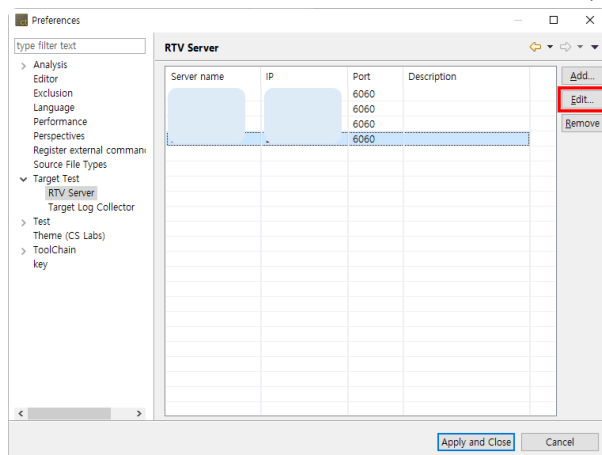 Preferences
type filter text
RTV Server
Analysis
Editor
Exclusion
Language
Performance
Perspectives
Register external comman
Source File Types
Target Test
RTV Server
Target Log Collector
Test
Theme (CS Labs)
ToolChain
key
Server name IP Port Description
6060
6060
6060
6060
Add...
Edit...
Remove
Apply and Close Cancel